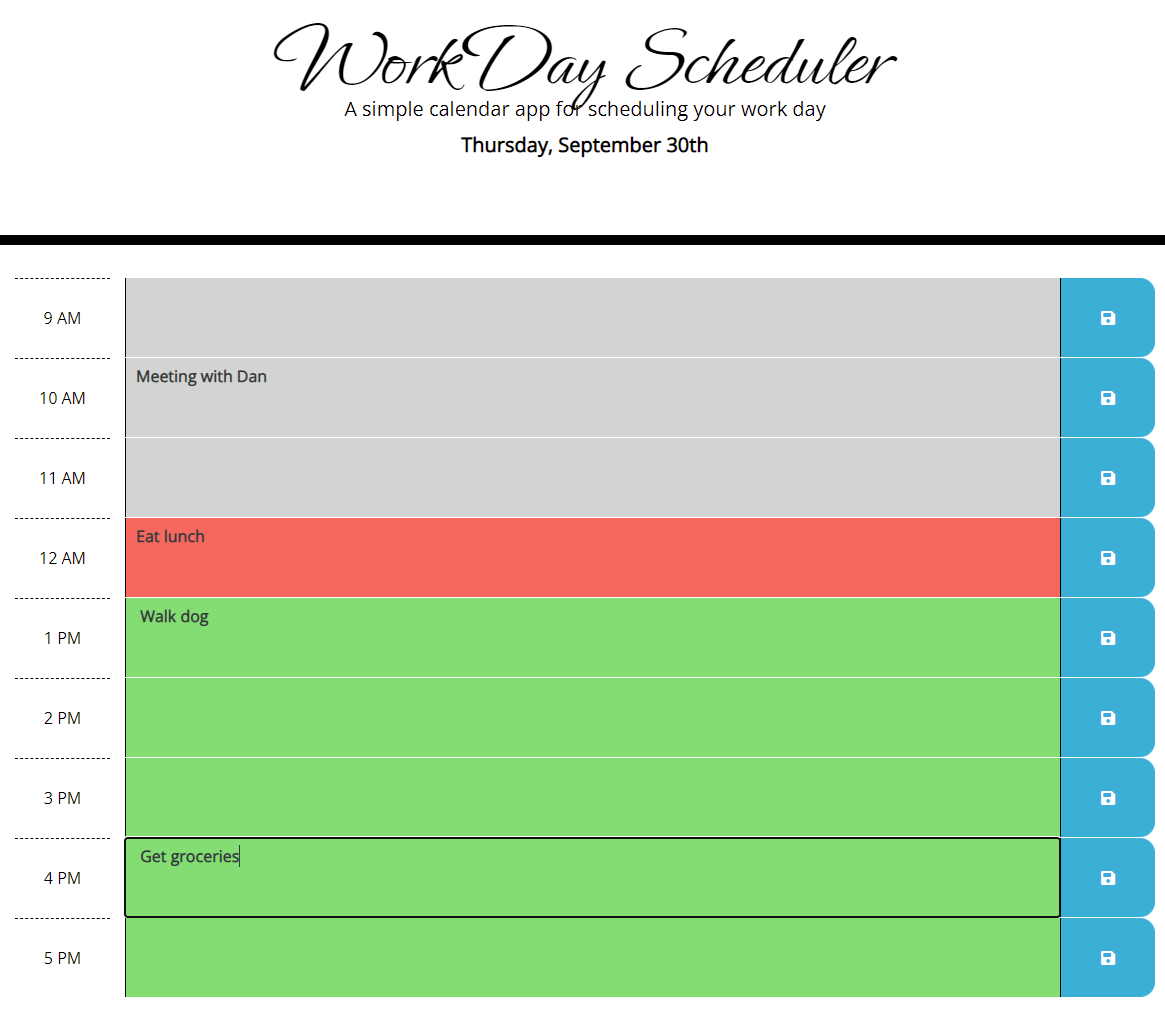 Work Day Scheduler
A simple calendar app for scheduling your work day
Thursday, September 30th
9 AM
10 AM Meeting with Dan
11 AM
12 AM Eat lunch
1 PM Walk dog
2 PM
3 PM
4 PM Get groceries
5 PM